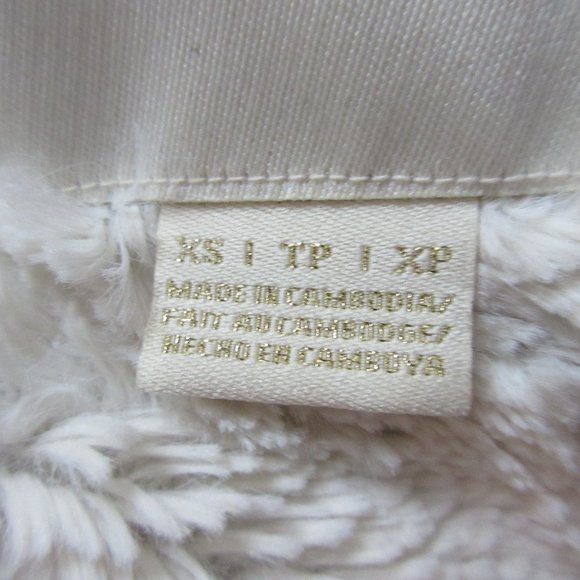 XS | TP | XP
MADE IN CAMBODIA/
FAIT AU CAMBODGE/
HECHO EN CAMBOYA